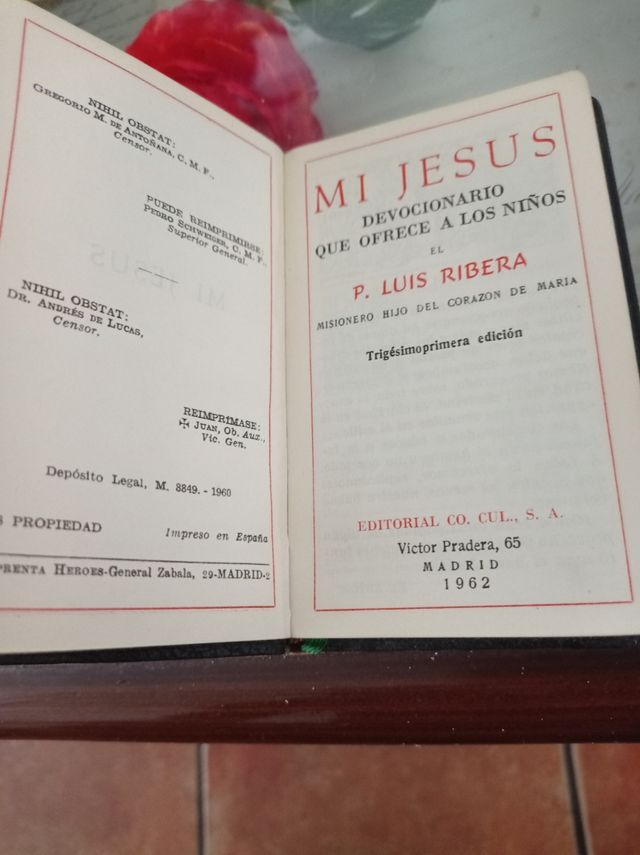 NIHIL OBSTAT:
GREGORIO M. DE ANTOÑANA, C. M. F.,
Censor.
PUEDE REIMPRIMIRSE:
PEDRO SCHWEIGER, C. M. F.,
Superior General.
NIHIL OBSTAT:
DR. ANDRÉS DE LUCAS,
Censor.
REIMPRÍMASE:
✠ JUAN, Ob. Aux.,
Vic. Gen.
Depósito Legal, M. 8849. - 1960
S PROPIEDAD
Impreso en España
PRENTA HEROES-General Zabala, 29-MADRID-2
MI JESUS
DEVOCIONARIO
QUE OFRECE A LOS NIÑOS
EL
P. LUIS RIBERA
MISIONERO HIJO DEL CORAZON DE MARIA
Trigésimoprimera edición
EDITORIAL CO. CUL., S. A.
Víctor Pradera, 65
MADRID
1962